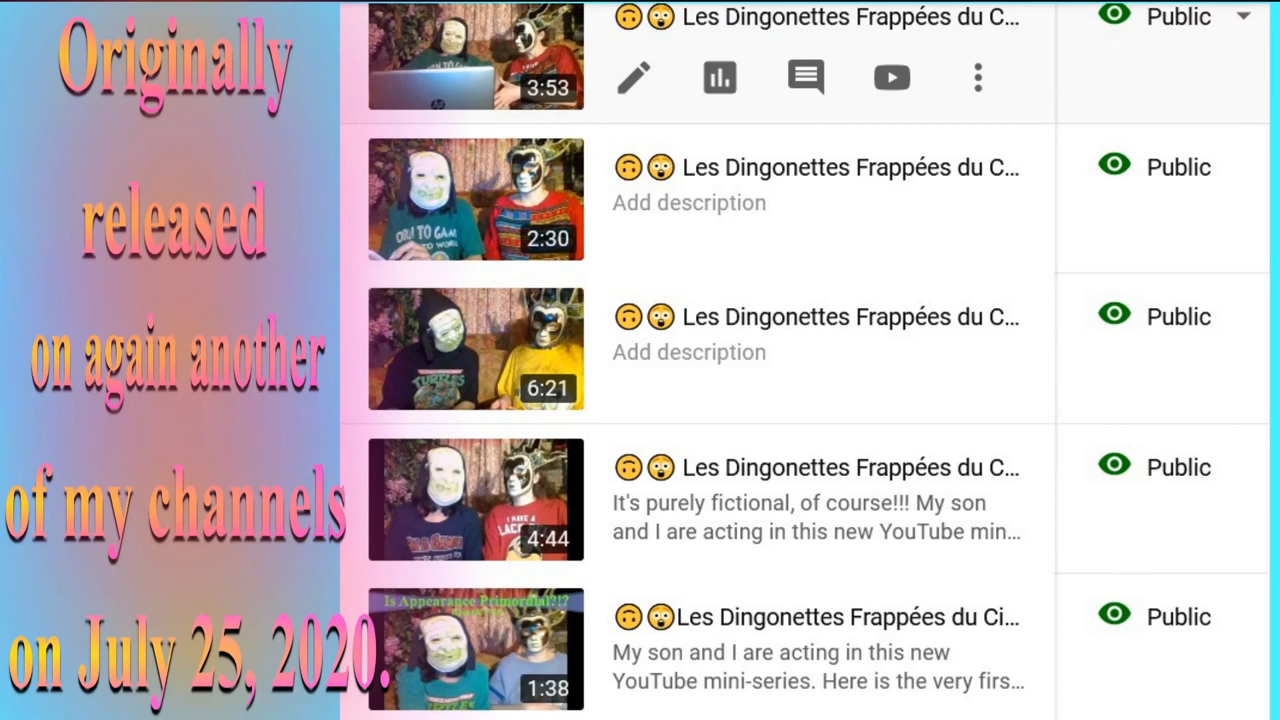 Originally
released
on again another
of my channels
on July 25, 2020.
🙃😲 Les Dingonettes Frappées du C...
Public
3:53
🙃😲 Les Dingonettes Frappées du C...
Add description
Public
2:30
🙃😲 Les Dingonettes Frappées du C...
Add description
Public
TURTLES
6:21
🙃😲 Les Dingonettes Frappées du C...
It's purely fictional, of course!!! My son
and I are acting in this new YouTube min...
Public
I HAVE A
4:44
🙃😲Les Dingonettes Frappées du Ci...
My son and I are acting in this new
YouTube mini-series. Here is the very firs...
Public
Is Appearance Primordial?!?
TURTLES
1:38